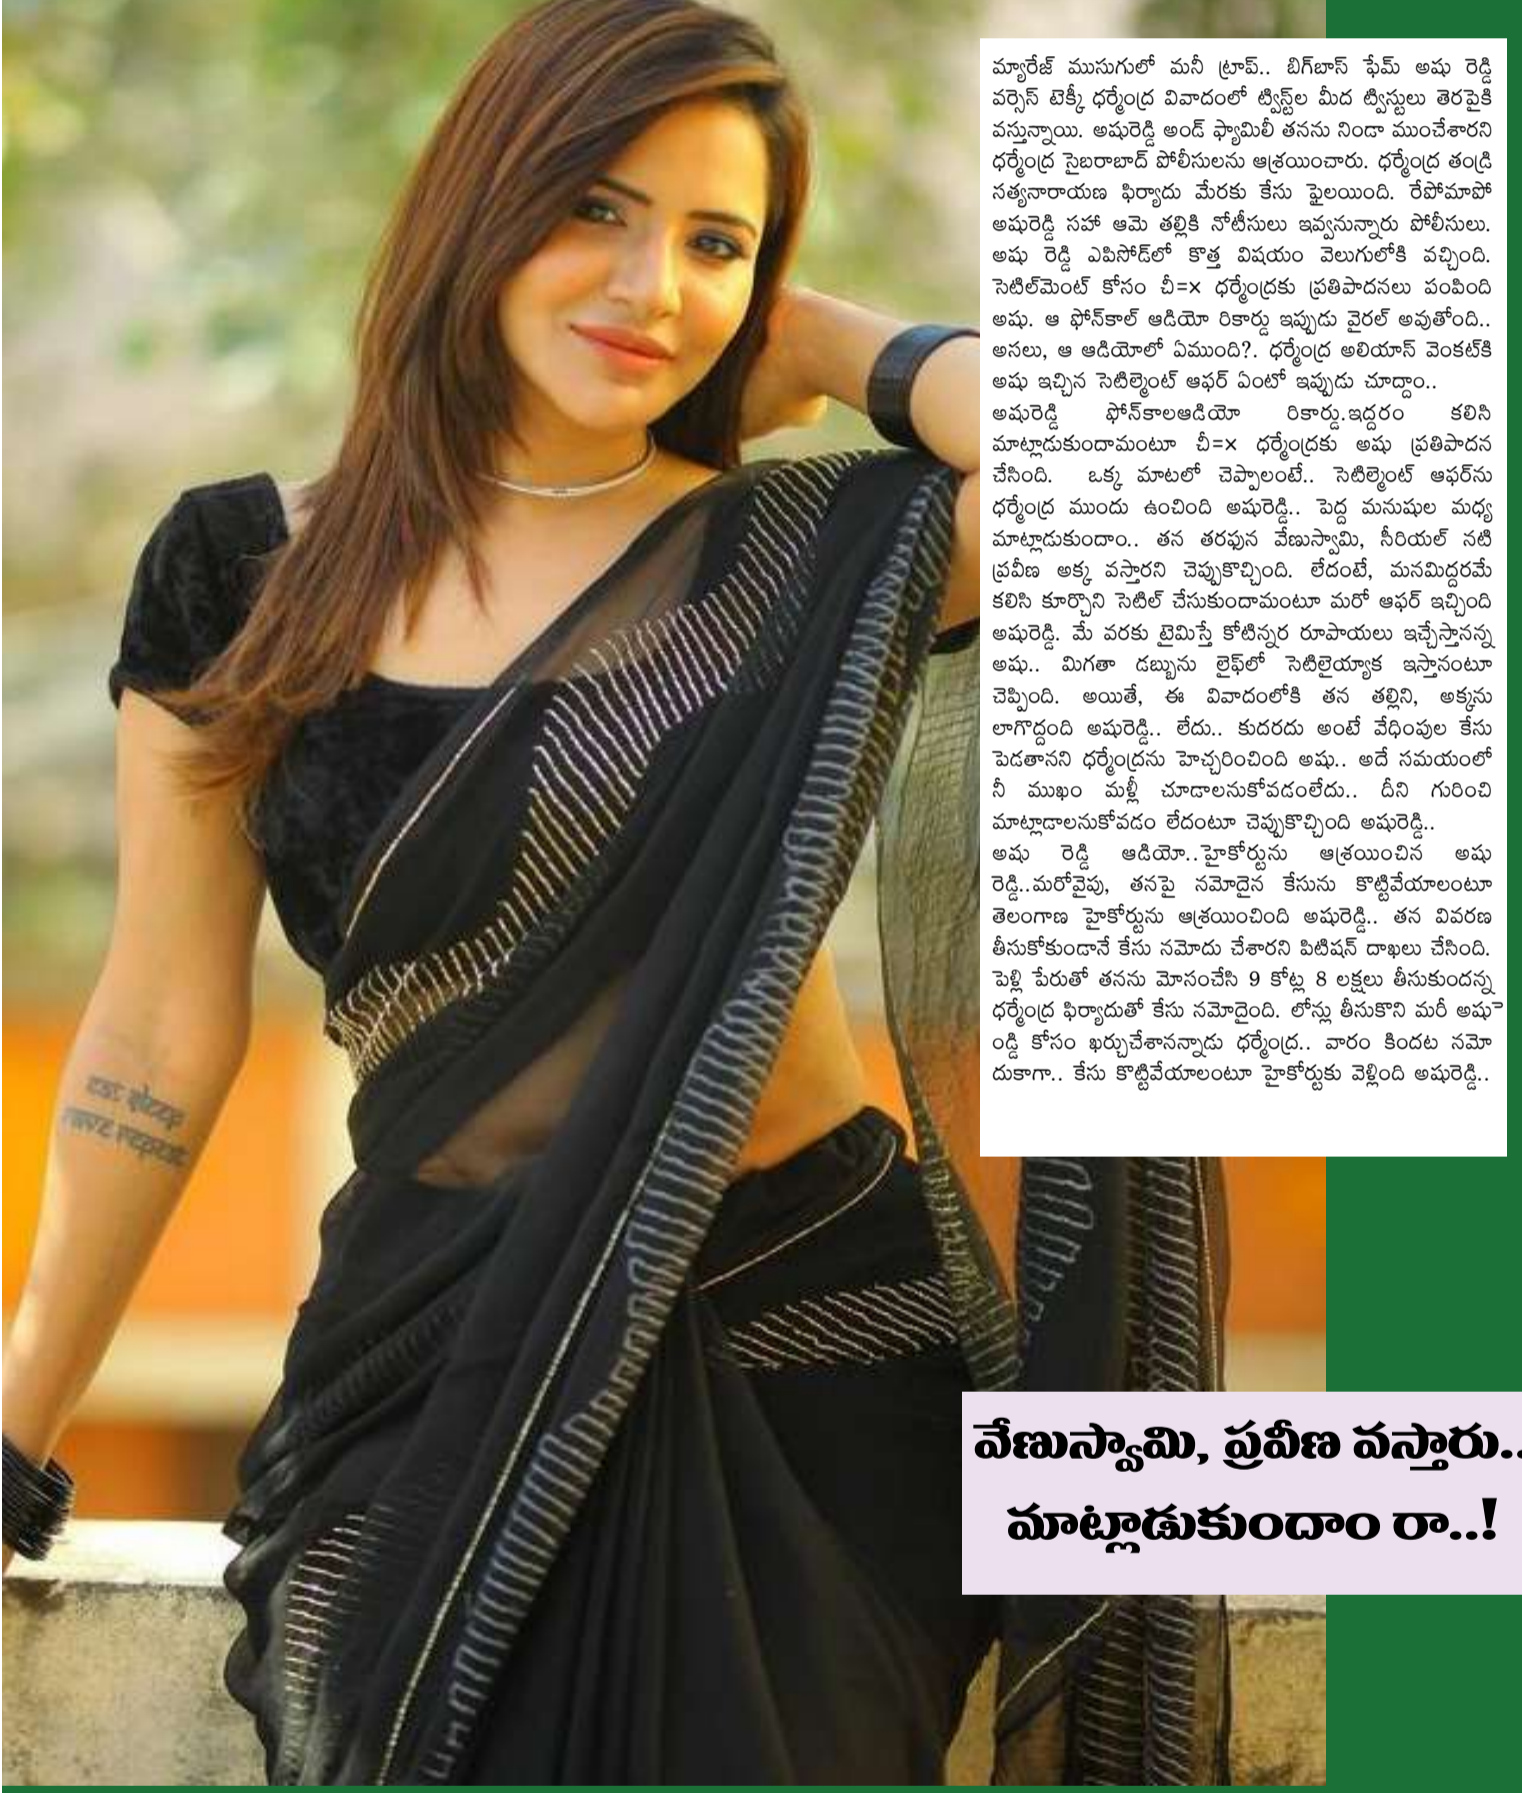 మ్యారేజ్ ముసుగులో మనీ ట్రాప్.. బిగ్‌బాస్ ఫేమ్ అషు రెడ్డి
వర్సెస్ టెక్కీ ధర్మేంద్ర వివాదంలో ట్విస్ట్‌ల మీద ట్విస్టులు తెరపైకి
వస్తున్నాయి. అషురెడ్డి అండ్ ఫ్యామిలీ తనను నిండా ముంచేశారని
ధర్మేంద్ర సైబరాబాద్ పోలీసులను ఆశ్రయించారు. ధర్మేంద్ర తండ్రి
సత్యనారాయణ ఫిర్యాదు మేరకు కేసు ఫైలయింది. రేపోమాపో
అషురెడ్డి సహా ఆమె తల్లికి నోటీసులు ఇవ్వనున్నారు పోలీసులు.
అషు రెడ్డి ఎపిసోడ్‌లో కొత్త విషయం వెలుగులోకి వచ్చింది.
సెటిల్‌మెంట్ కోసం చీ=× ధర్మేంద్రకు ప్రతిపాదనలు పంపింది
అషు. ఆ ఫోన్‌కాల్ ఆడియో రికార్డు ఇప్పుడు వైరల్ అవుతోంది..
అసలు, ఆ ఆడియోలో ఏముంది?. ధర్మేంద్ర అలియాస్ వెంకట్‌కి
అషు ఇచ్చిన సెటిల్మెంట్ ఆఫర్ ఏంటో ఇప్పుడు చూద్దాం..
అషురెడ్డి ఫోన్‌కాలఆడియో రికార్డు.ఇద్దరం కలిసి
మాట్లాడుకుందామంటూ చీ=× ధర్మేంద్రకు అషు ప్రతిపాదన
చేసింది. ఒక్క మాటలో చెప్పాలంటే.. సెటిల్మెంట్ ఆఫర్‌ను
ధర్మేంద్ర ముందు ఉంచింది అషురెడ్డి.. పెద్ద మనుషుల మధ్య
మాట్లాడుకుందాం.. తన తరఫున వేణుస్వామి, సీరియల్ నటి
ప్రవీణ అక్క వస్తారని చెప్పుకొచ్చింది. లేదంటే, మనమిద్దరమే
కలిసి కూర్చొని సెటిల్ చేసుకుందామంటూ మరో ఆఫర్ ఇచ్చింది
అషురెడ్డి. మే వరకు టైమిస్తే కోటిన్నర రూపాయలు ఇచ్చేస్తానన్న
అషు.. మిగతా డబ్బును లైఫ్‌లో సెటిలైయ్యాక ఇస్తానంటూ
చెప్పింది. అయితే, ఈ వివాదంలోకి తన తల్లిని, అక్కను
లాగొద్దంది అషురెడ్డి.. లేదు.. కుదరదు అంటే వేధింపుల కేసు
పెడతానని ధర్మేంద్రను హెచ్చరించింది అషు.. అదే సమయంలో
నీ ముఖం మళ్లీ చూడాలనుకోవడంలేదు.. దీని గురించి
మాట్లాడాలనుకోవడం లేదంటూ చెప్పుకొచ్చింది అషురెడ్డి..
అషు రెడ్డి ఆడియో..హైకోర్టును ఆశ్రయించిన అషు
రెడ్డి..మరోవైపు, తనపై నమోదైన కేసును కొట్టివేయాలంటూ
తెలంగాణ హైకోర్టును ఆశ్రయించింది అషురెడ్డి.. తన వివరణ
తీసుకోకుండానే కేసు నమోదు చేశారని పిటిషన్ దాఖలు చేసింది.
పెళ్లి పేరుతో తనను మోసంచేసి 9 కోట్ల 8 లక్షలు తీసుకుందన్న
ధర్మేంద్ర ఫిర్యాదుతో కేసు నమోదైంది. లోన్లు తీసుకొని మరీ అషు
ండ్డి కోసం ఖర్చుచేశానన్నాడు ధర్మేంద్ర.. వారం కిందట నమో
దుకాగా.. కేసు కొట్టివేయాలంటూ హైకోర్టుకు వెళ్లింది అషురెడ్డి..
వేణుస్వామి, ప్రవీణ వస్తారు..
మాట్లాడుకుందాం రా..!